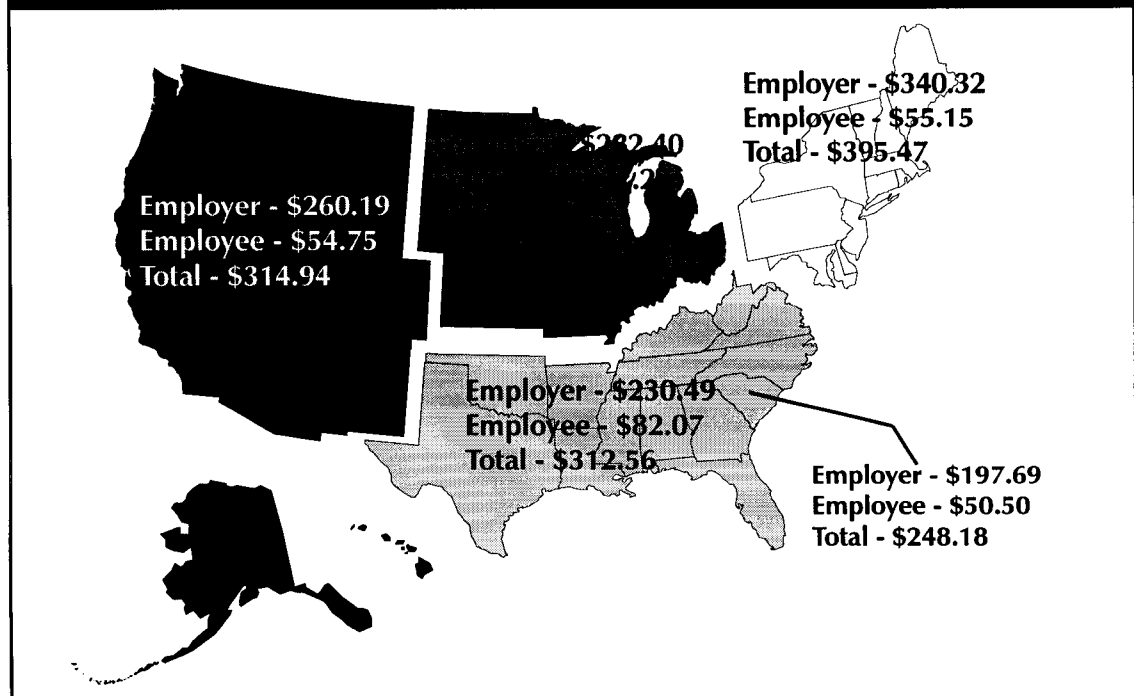 Employer - $340.32
Employee - $55.15
Total - $395.47
Employer - $260.19
Employee - $54.75
Total - $314.94
Employer - $230.49
Employee - $82.07
Total - $312.56
Employer - $197.69
Employee - $50.50
Total - $248.18